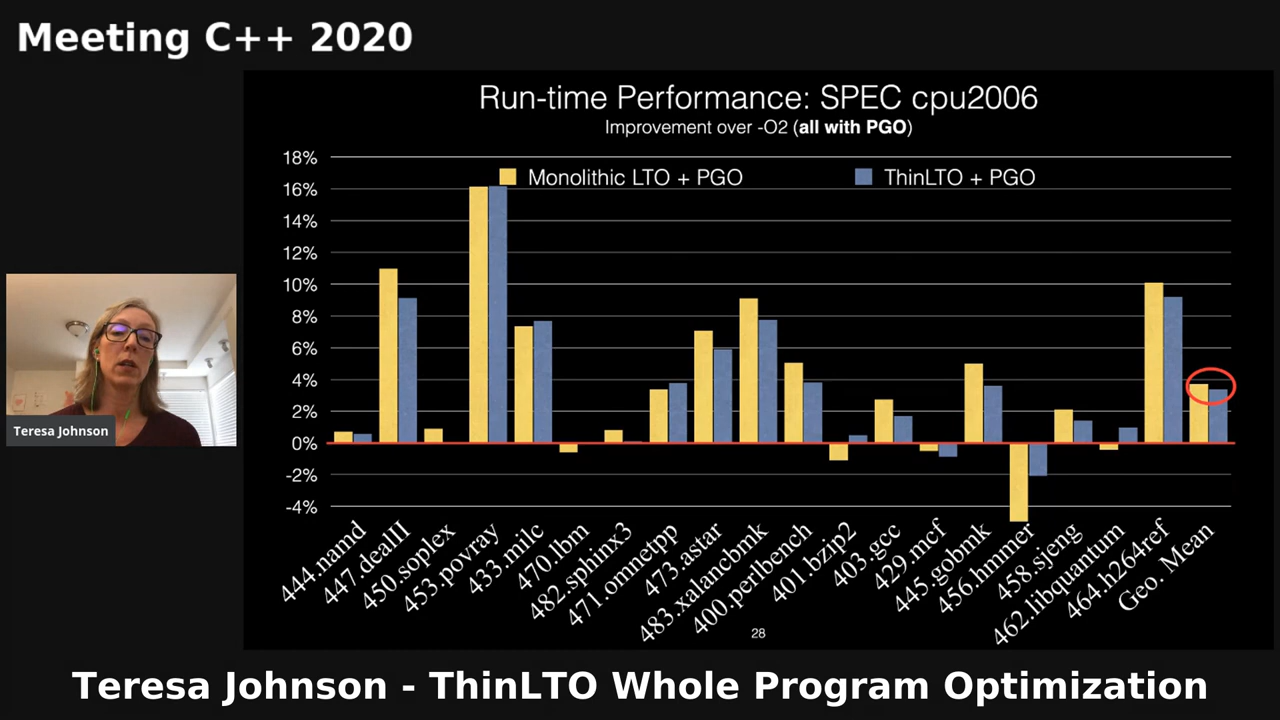 Meeting C++ 2020
Run-time Performance: SPEC cpu2006
Improvement over -O2 (all with PGO)
Monolithic LTO + PGO
ThinLTO + PGO
18%
16%
14%
12%
10%
8%
6%
4%
2%
0%
-2%
-4%
444.namd
447.dealII
450.soplex
453.povray
433.milc
470.lbm
482.sphinx3
471.omnetpp
473.astar
483.xalancbmk
400.perlbench
401.bzip2
403.gcc
429.mcf
445.gobmk
456.hmmer
458.sjeng
462.libquantum
464.h264ref
Geo. Mean
28
Teresa Johnson
Teresa Johnson - ThinLTO Whole Program Optimization